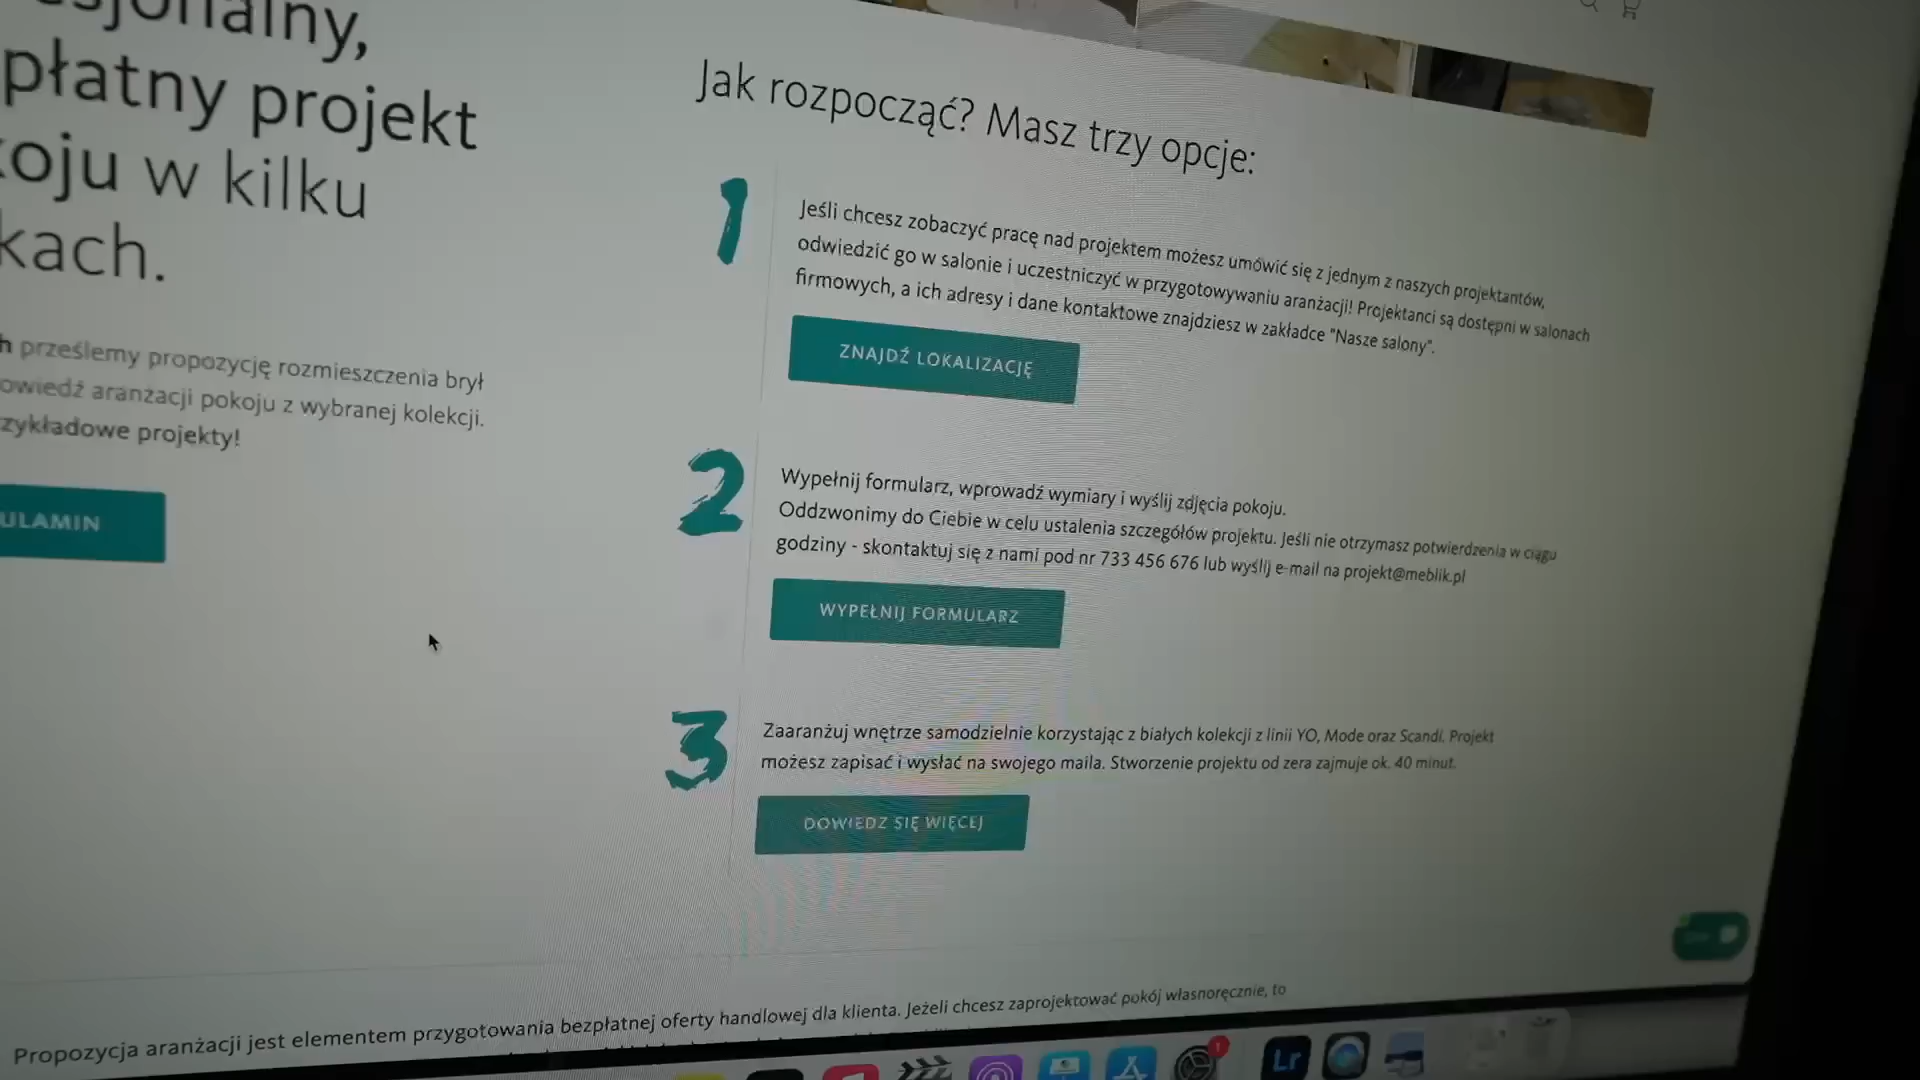 płatny projekt
oju w kilku
kach.
h prześlemy propozycję rozmieszczenia brył
owiedź aranżacji pokoju z wybranej kolekcji.
zykładowe projekty!
ULAMIN
Jak rozpocząć? Masz trzy opcje:
1
Jeśli chcesz zobaczyć pracę nad projektem możesz umówić się z jednym z naszych projektantów,
odwiedzić go w salonie i uczestniczyć w przygotowywaniu aranżacji! Projektanci są dostępni w salonach
firmowych, a ich adresy i dane kontaktowe znajdziesz w zakładce "Nasze salony".
ZNAJDŹ LOKALIZACJĘ
2
Wypełnij formularz, wprowadź wymiary i wyślij zdjęcia pokoju.
Oddzwonimy do Ciebie w celu ustalenia szczegółów projektu. Jeśli nie otrzymasz potwierdzenia w ciągu
godziny - skontaktuj się z nami pod nr 733 456 676 lub wyślij e-mail na projekt@meblik.pl
WYPEŁNIJ FORMULARZ
3
Zaaranżuj wnętrze samodzielnie korzystając z białych kolekcji z linii YO, Mode oraz Scandi. Projekt
możesz zapisać i wysłać na swojego maila. Stworzenie projektu od zera zajmuje ok. 40 minut.
DOWIEDZ SIĘ WIĘCEJ
Propozycja aranżacji jest elementem przygotowania bezpłatnej oferty handlowej dla klienta. Jeżeli chcesz zaprojektować pokój własnoręcznie, to
1
Lr